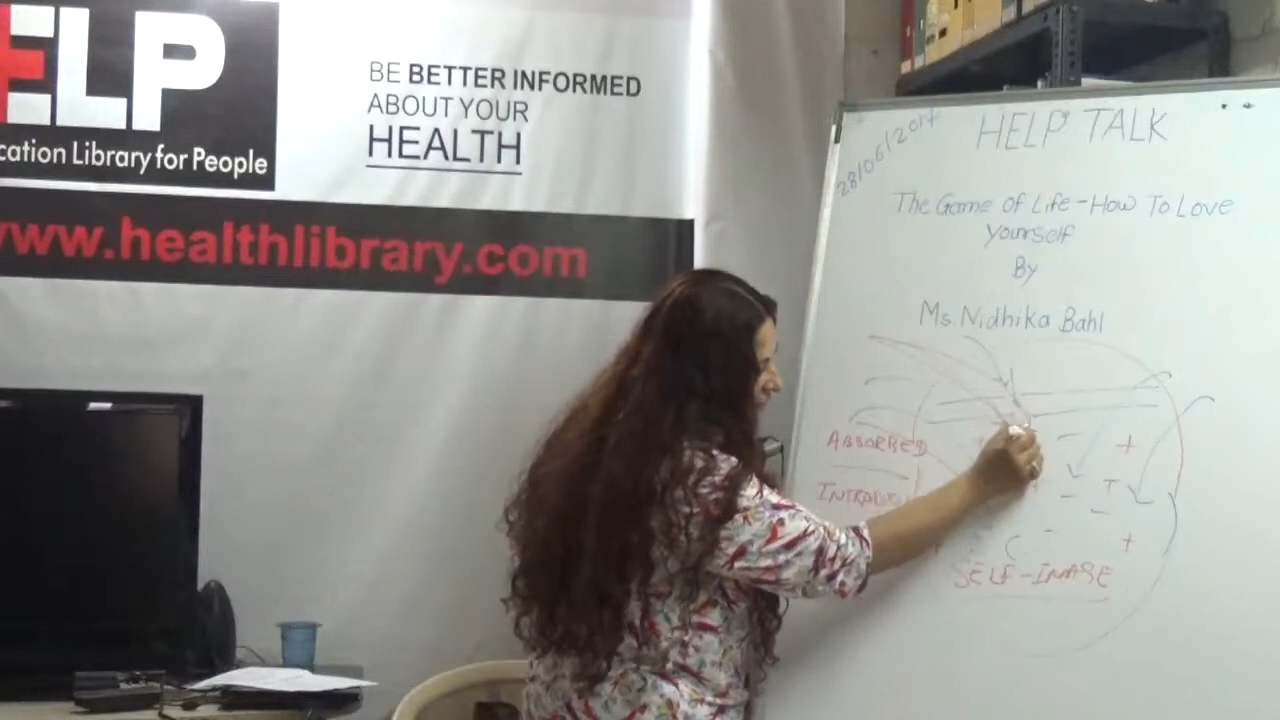 ELP
cation Library for People
BE BETTER INFORMED
ABOUT YOUR
HEALTH
www.healthlibrary.com
28/06/2017
HELP TALK
The Game Of Life - How To Love
Yourself
By
Ms. Nidhika Bahl
ABSORBED
SELF-IMAGE